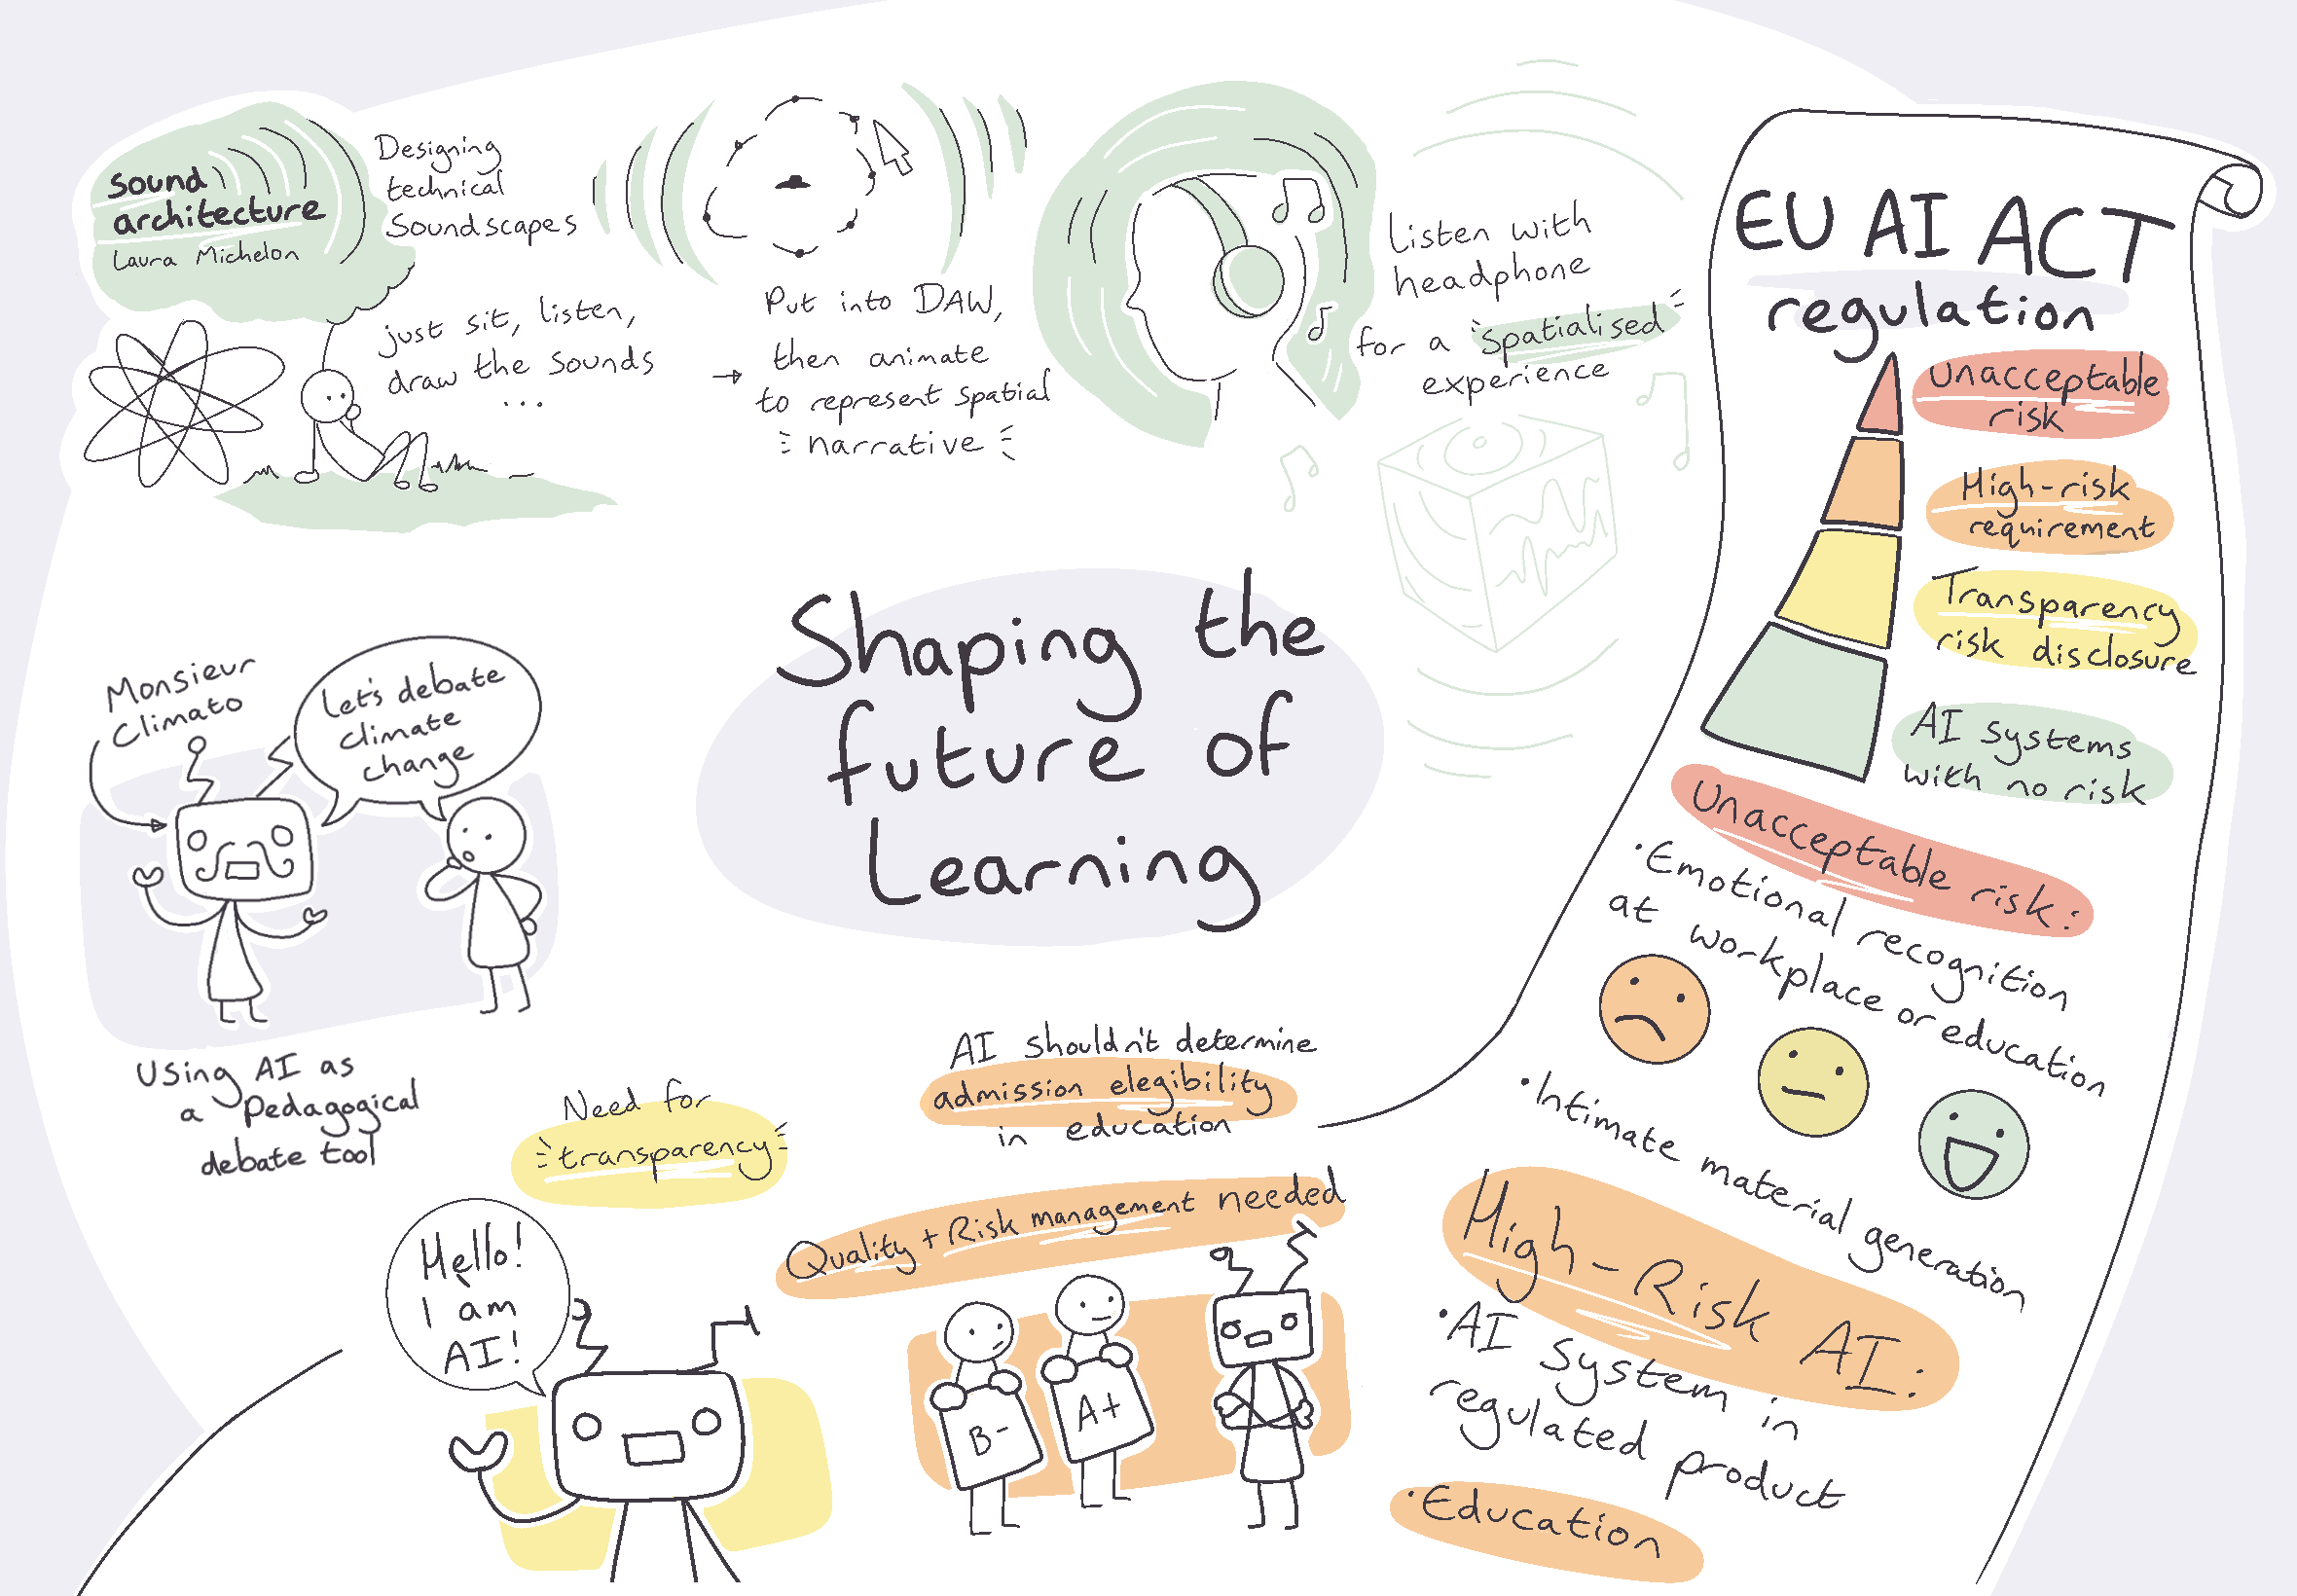 sound
architecture
Laura Michelon
Designing
technical
Soundscapes
just sit, listen,
draw the sounds
...
→ Put into DAW,
then animate
to represent spatial
narrative
Listen with
headphone
for a spatialised
experience
EU AI ACT
regulation
Unacceptable
risk
High-risk
requirement
Transparency
risk disclosure
AI systems
with no risk
Unacceptable risk:
• Emotional recognition
at workplace or education
• Intimate material generation
High-Risk AI:
• AI system in
regulated product
• Education
Shaping the
future of
Learning
Monsieur
Climato
Let's debate
climate
change
Using AI as
a Pedagogical
debate tool
Need for
transparency
Hello!
I am
AI!
AI shouldn't determine
admission elegibility
in education
Quality + Risk management needed
B-
A+